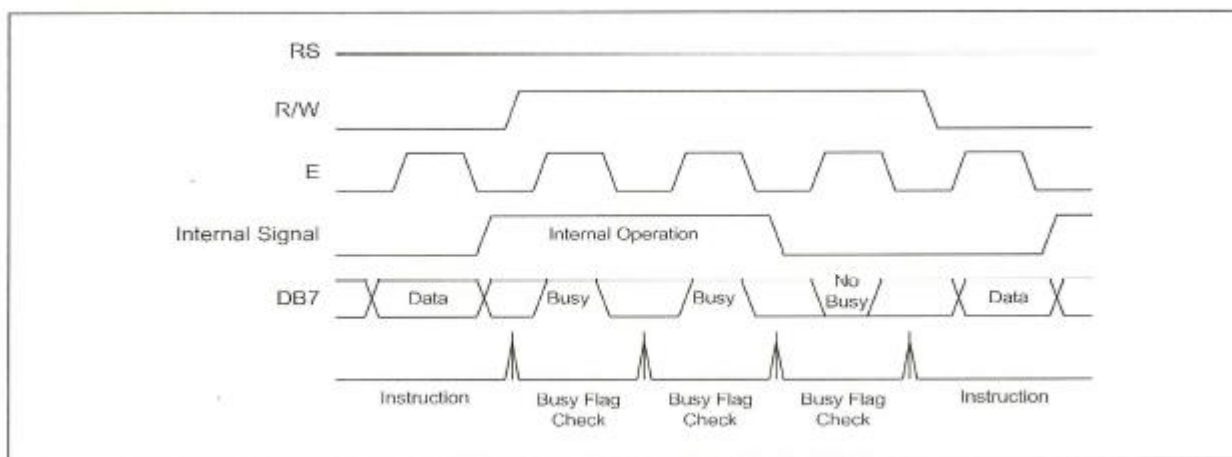 RS
R/W
E
Internal Signal
Internal Operation
DB7
Data
Busy
Busy
No
Busy
Data
Instruction
Busy Flag
Check
Busy Flag
Check
Busy Flag
Check
Instruction